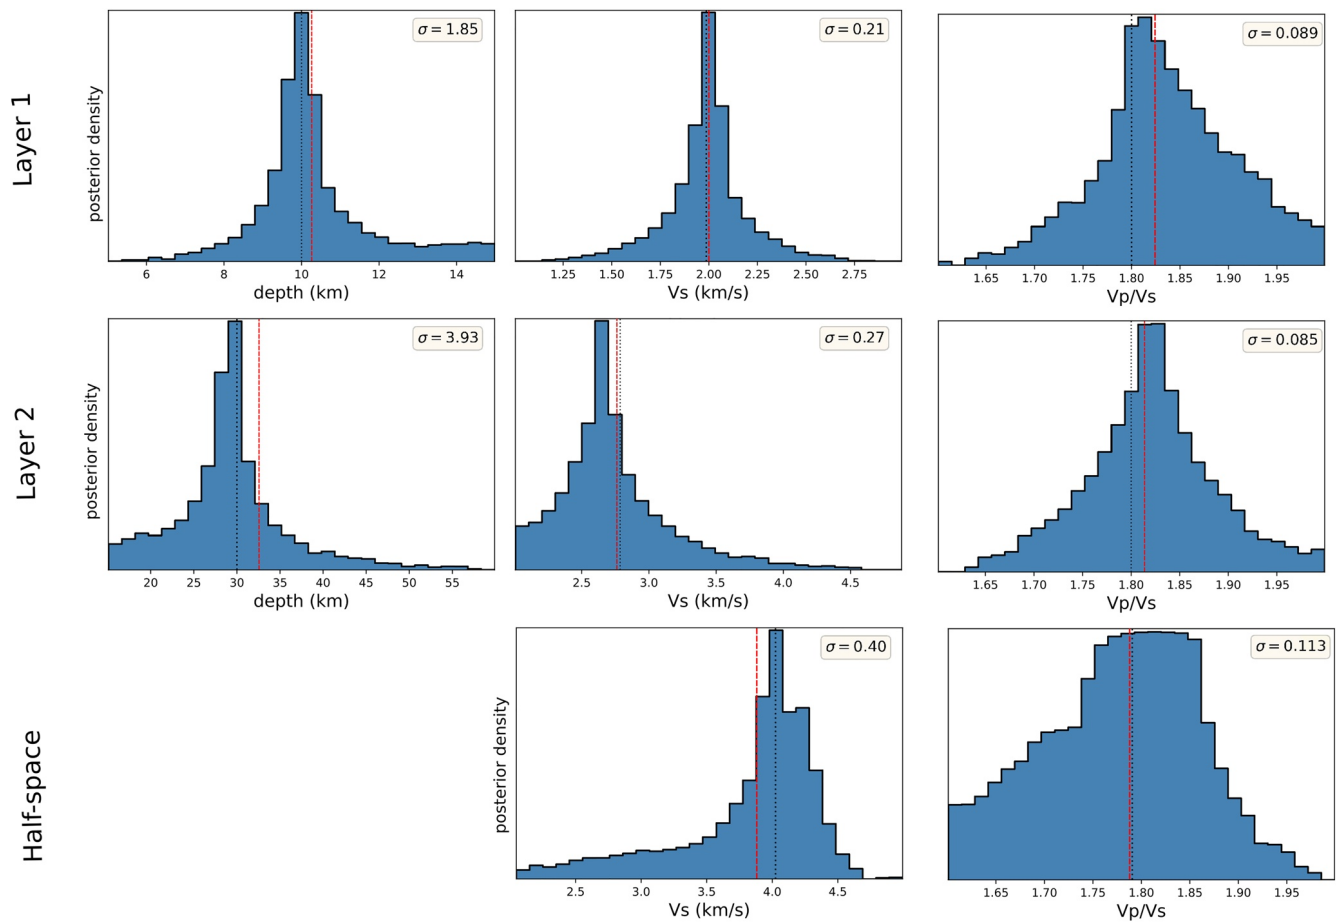 Layer 1
posterior density
σ = 1.85
6 8 10 12 14
depth (km)
σ = 0.21
1.25 1.50 1.75 2.00 2.25 2.50 2.75
Vs (km/s)
σ = 0.089
1.65 1.70 1.75 1.80 1.85 1.90 1.95
Vp/Vs
Layer 2
posterior density
σ = 3.93
20 25 30 35 40 45 50 55
depth (km)
σ = 0.27
2.5 3.0 3.5 4.0 4.5
Vs (km/s)
σ = 0.085
1.65 1.70 1.75 1.80 1.85 1.90 1.95
Vp/Vs
Half-space
posterior density
σ = 0.40
2.5 3.0 3.5 4.0 4.5
Vs (km/s)
σ = 0.113
1.65 1.70 1.75 1.80 1.85 1.90 1.95
Vp/Vs